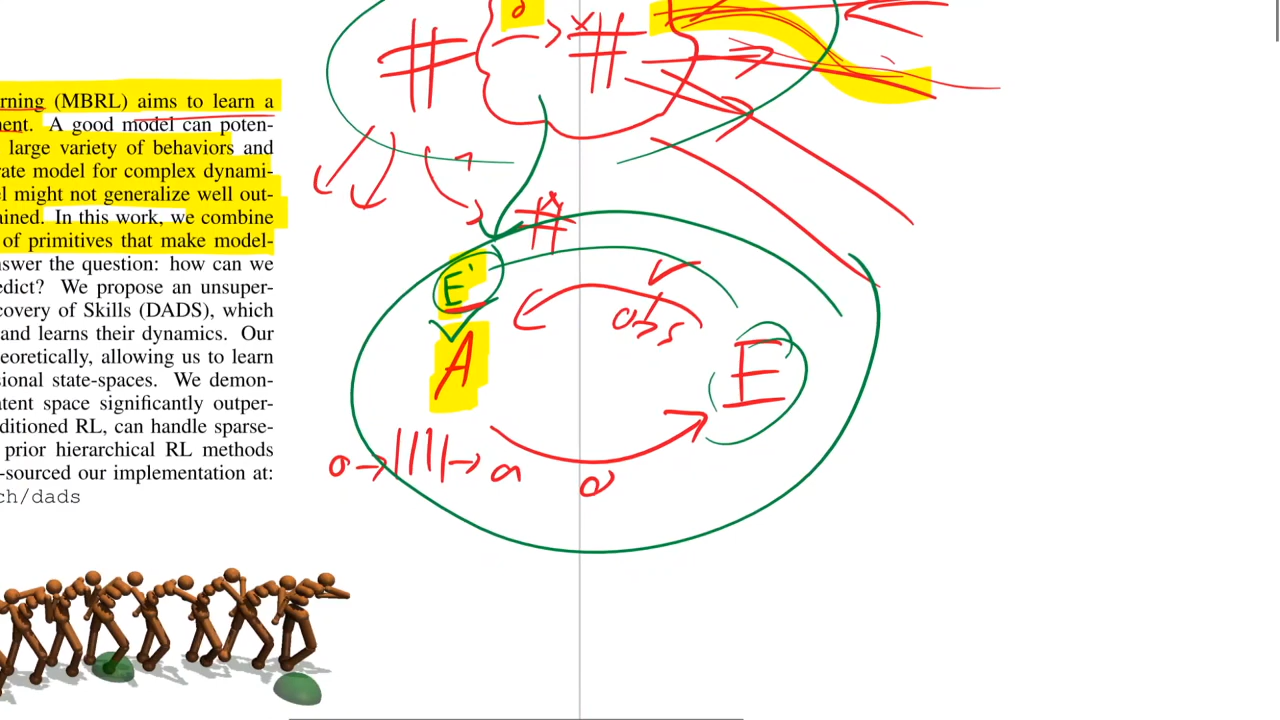 rning (MBRL) aims to learn a
nent. A good model can poten-
large variety of behaviors and
rate model for complex dynami-
el might not generalize well out-
ained. In this work, we combine
of primitives that make model-
nswer the question: how can we
edict? We propose an unsuper-
covery of Skills (DADS), which
and learns their dynamics. Our
eoretically, allowing us to learn
sional state-spaces. We demon-
atent space significantly outper-
ditioned RL, can handle sparse-
prior hierarchical RL methods
-sourced our implementation at:
ch/dads
E'
obs
A
E